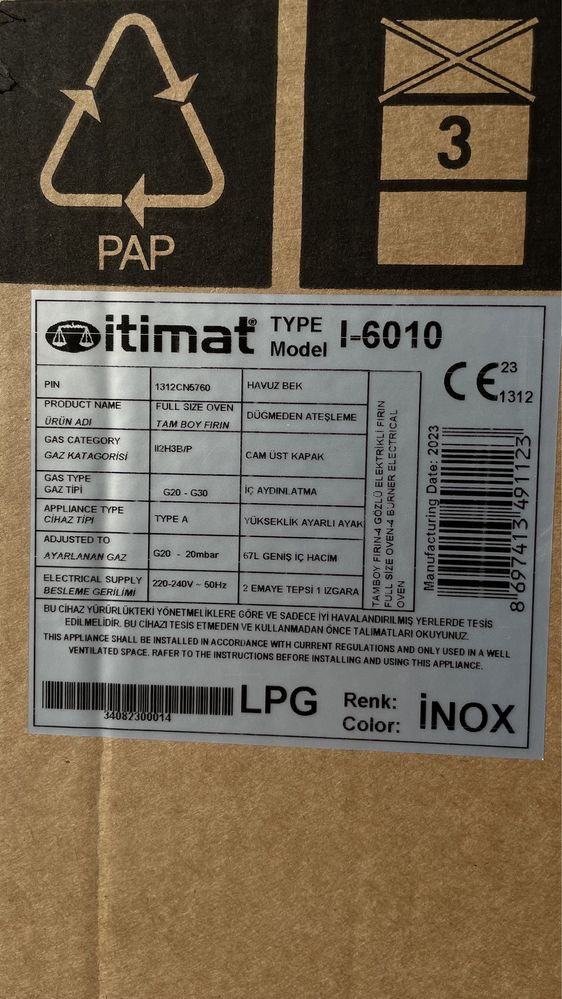 PAP
3
itimat®
TYPE
Model
I-6010
PIN
1312CN5760
HAVUZ BEK
PRODUCT NAME
ÜRÜN ADI
FULL SIZE OVEN
TAM BOY FIRIN
DÜĞMEDEN ATEŞLEME
GAS CATEGORY
GAZ KATAGORİSİ
II2H3B/P
CAM ÜST KAPAK
GAS TYPE
GAZ TİPİ
G20 - G30
İÇ AYDINLATMA
APPLIANCE TYPE
CİHAZ TİPİ
TYPE A
YÜKSEKLİK AYARLI AYAK
ADJUSTED TO
AYARLANAN GAZ
G20 - 20mbar
67L GENİŞ İÇ HACİM
ELECTRICAL SUPPLY
BESLEME GERİLİMİ
220-240V ~ 50Hz
2 EMAYE TEPSİ 1 IZGARA
TAMBOY FIRIN-4 GÖZLÜ ELEKTRİKLİ FIRIN
FULL SIZE OVEN-4 BURNER ELECTRICAL
OVEN
CE 23
1312
Manufacturing Date: 2023
8 697413 491123
BU CİHAZ YÜRÜRLÜKTEKİ YÖNETMELİKLERE GÖRE VE SADECE İYİ HAVALANDIRILMIŞ YERLERDE TESİS
EDİLMELİDİR. BU CİHAZI TESİS ETMEDEN VE KULLANMADAN ÖNCE TALİMATLARI OKUYUNUZ.
THIS APPLIANCE SHALL BE INSTALLED IN ACCORDANCE WITH CURRENT REGULATIONS AND ONLY USED IN A WELL
VENTILATED SPACE. RAFER TO THE INSTRUCTIONS BEFORE INSTALLING AND USING THIS APPLIANCE.
34082300014
LPG
Renk:
Color:
İNOX